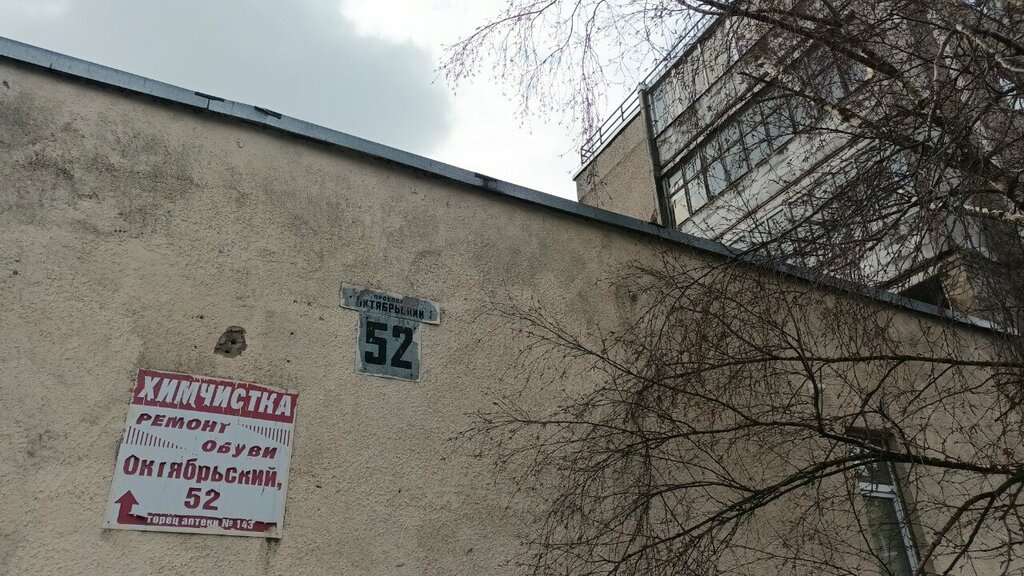 ПРОСПЕКТ
ОКТЯБРЬСКИЙ
52
ХИМЧИСТКА
РЕМОНТ
ОБУВИ
ОКТЯБРЬСКИЙ,
52
торец аптеки № 143